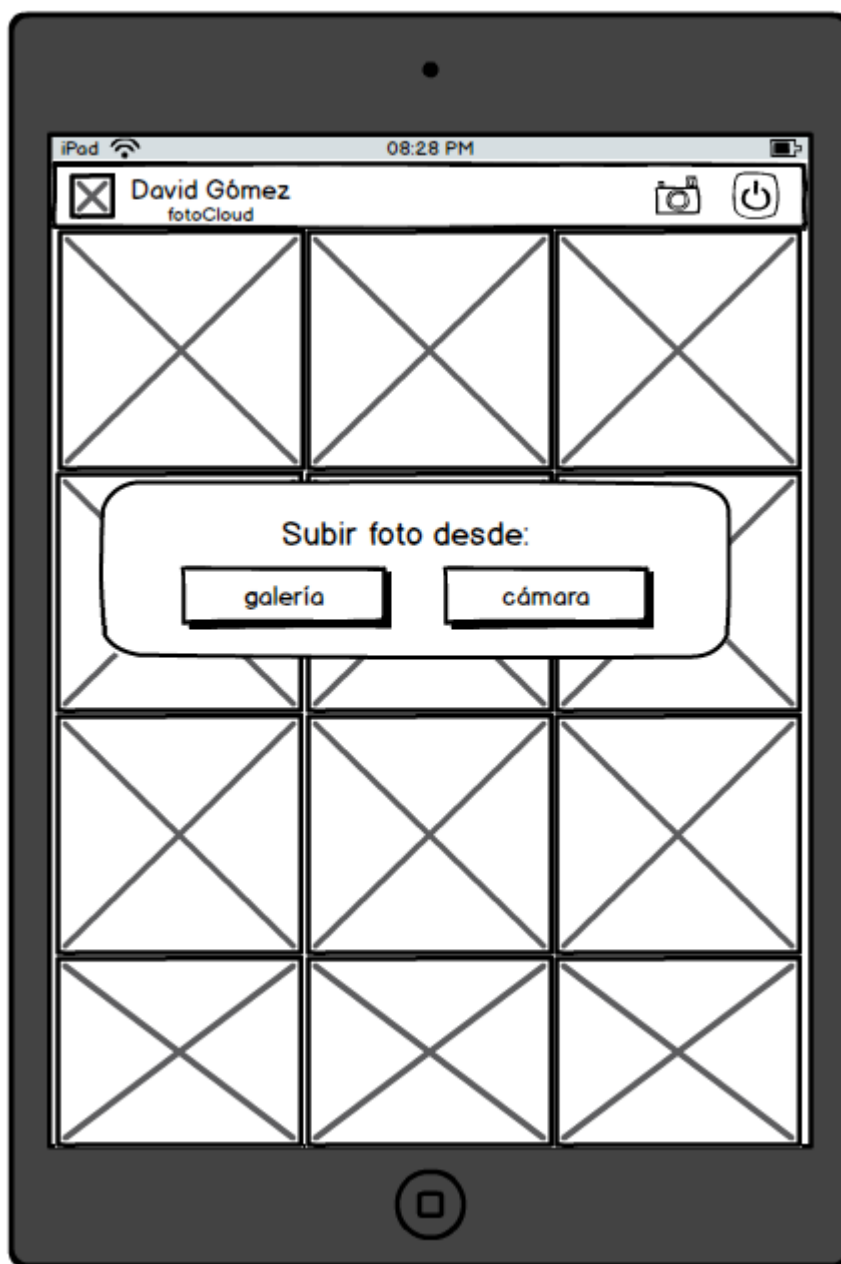 iPad 08:28 PM
David Gómez
fotoCloud
Subir foto desde:
galería cámara